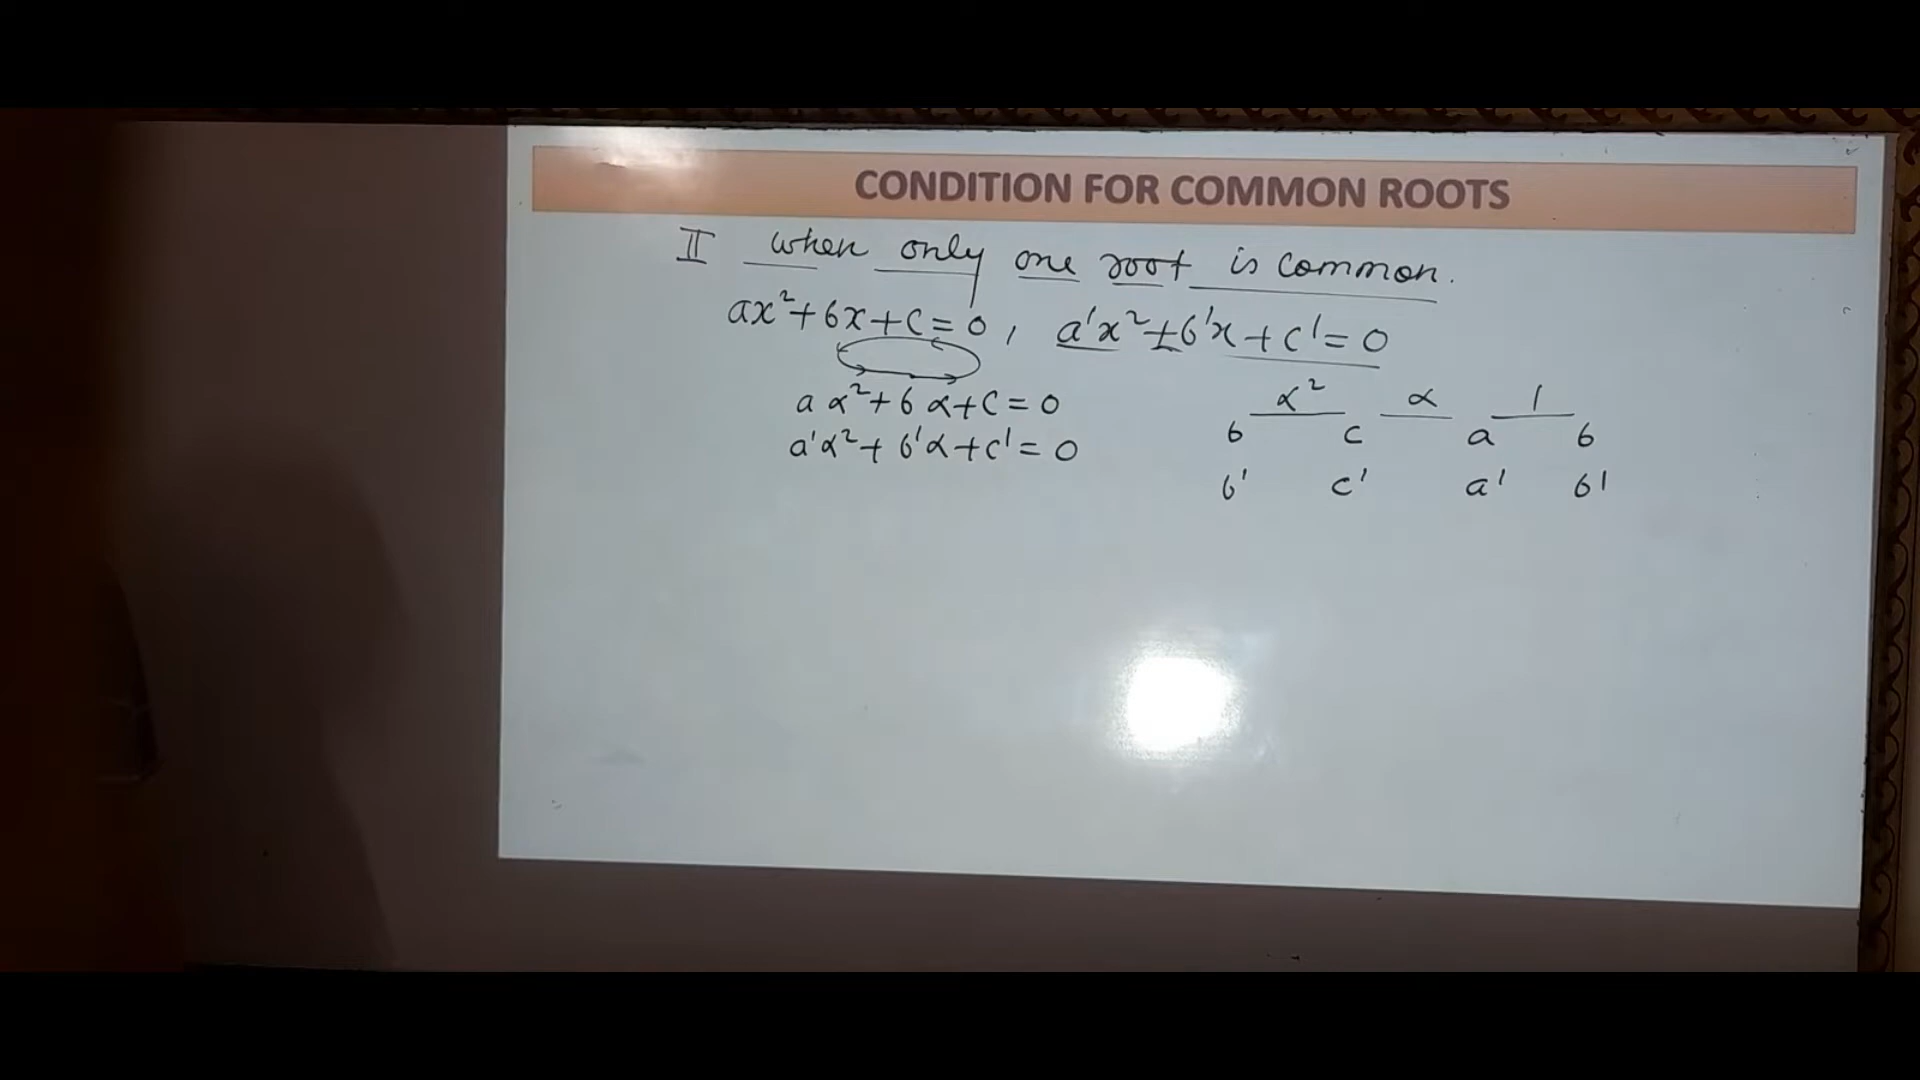 CONDITION FOR COMMON ROOTS
II when only one root is common.
ax²+bx+c=0, a'x²+b'x+c'=0
aα²+bα+c=0
a'α²+b'α+c'=0
α² α 1
b c a b
b' c' a' b'